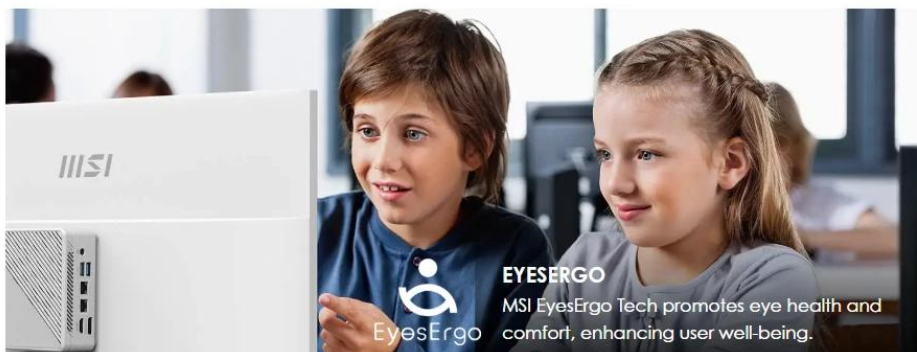 msi
EYESERGO
MSI EyesErgo Tech promotes eye health and
EyesErgo
comfort, enhancing user well-being.